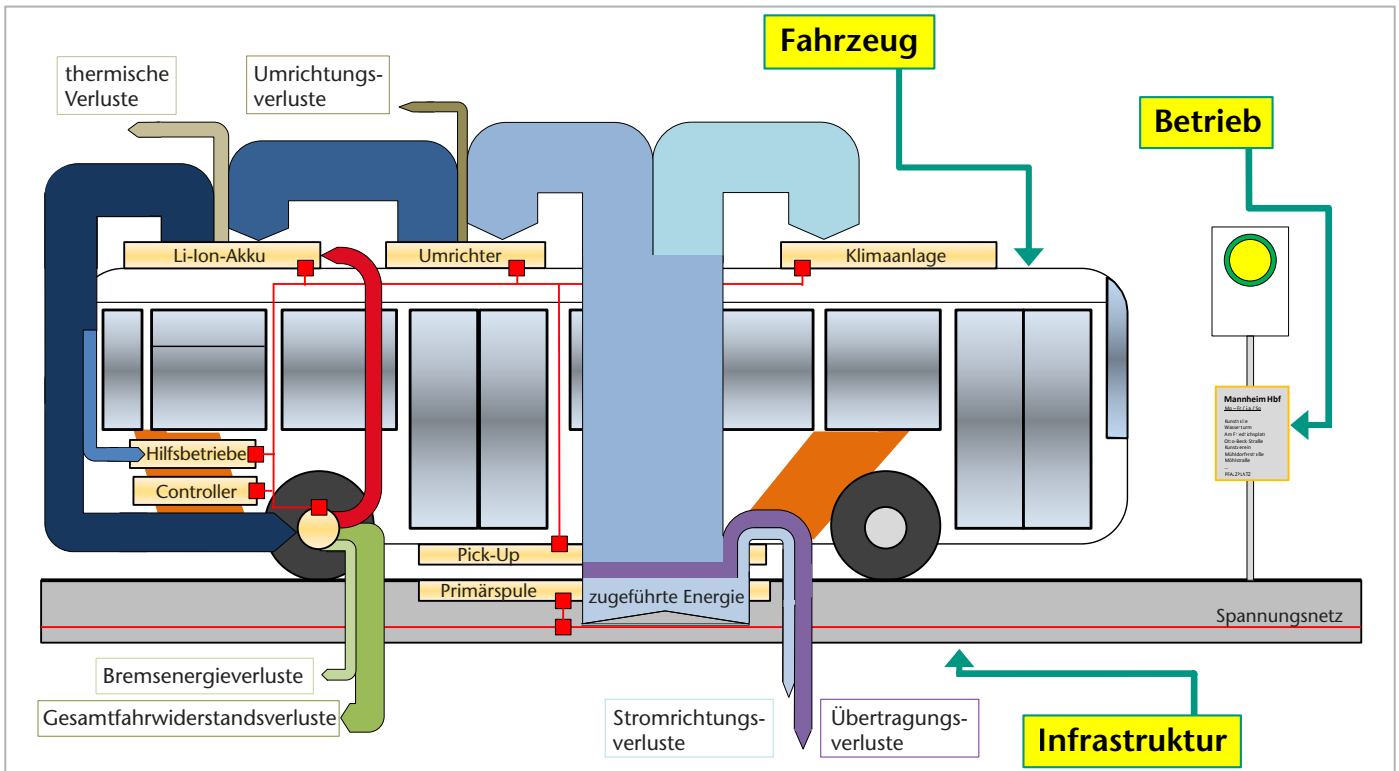 Fahrzeug
thermische
Verluste
Umrichtungs-
verluste
Betrieb
Li-Ion-Akku
Umrichter
Klimaanlage
Mannheim Hbf
Hilfsbetriebe
Controller
Kunstverein
Pick-Up
Primärspule
zugeführte Energie
Spannungsnetz
Bremsenergieverluste
Gesamtfahrwiderstandsverluste
Stromrichtungs-
verluste
Übertragungs-
verluste
Infrastruktur